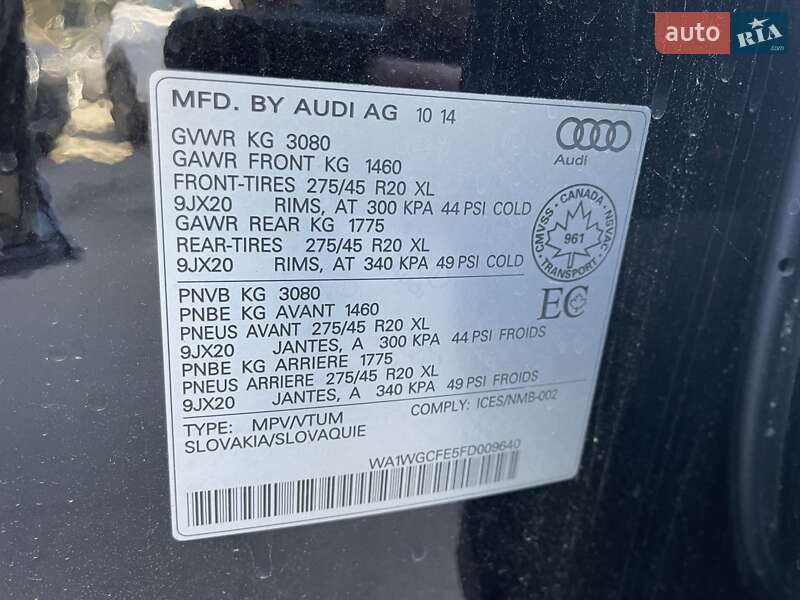 auto RIA
.com
MFD. BY AUDI AG 10 14
Audi
GVWR KG 3080
GAWR FRONT KG 1460
FRONT-TIRES 275/45 R20 XL
9JX20 RIMS, AT 300 KPA 44 PSI COLD
GAWR REAR KG 1775
REAR-TIRES 275/45 R20 XL
9JX20 RIMS, AT 340 KPA 49 PSI COLD
CMVSS · CANADA · NSVAC
961
TRANSPORT
EC
PNVB KG 3080
PNBE KG AVANT 1460
PNEUS AVANT 275/45 R20 XL
9JX20 JANTES, A 300 KPA 44 PSI FROIDS
PNBE KG ARRIERE 1775
PNEUS ARRIERE 275/45 R20 XL
9JX20 JANTES, A 340 KPA 49 PSI FROIDS
TYPE: MPV/VTUM COMPLY: ICES/NMB-002
SLOVAKIA/SLOVAQUIE
WA1WGCFE5FD009640